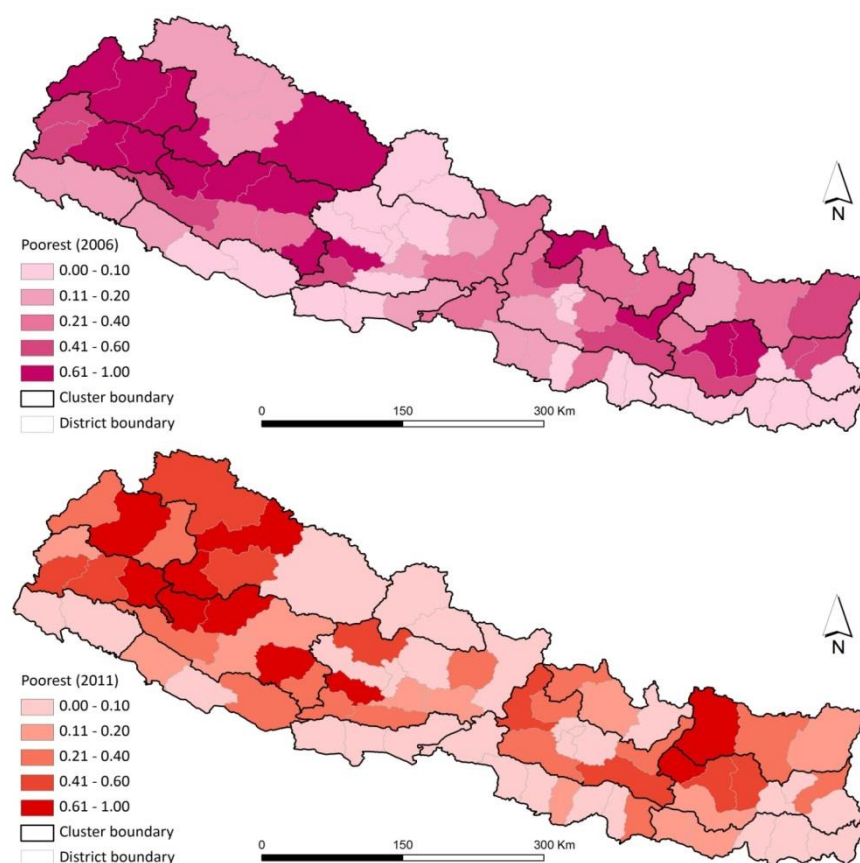 N
Poorest (2006)
0.00 - 0.10
0.11 - 0.20
0.21 - 0.40
0.41 - 0.60
0.61 - 1.00
Cluster boundary
District boundary
0 150 300 Km
N
Poorest (2011)
0.00 - 0.10
0.11 - 0.20
0.21 - 0.40
0.41 - 0.60
0.61 - 1.00
Cluster boundary
District boundary
0 150 300 Km